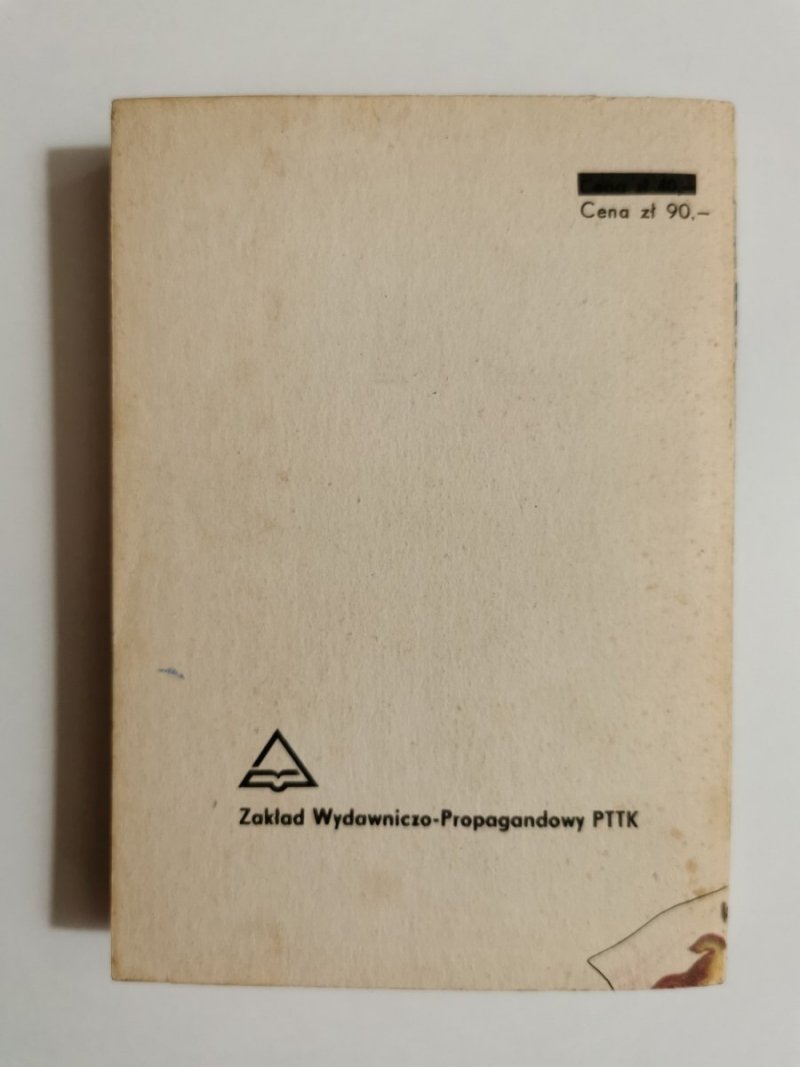 Cena zł 90,—
Zakład Wydawniczo-Propagandowy PTTK